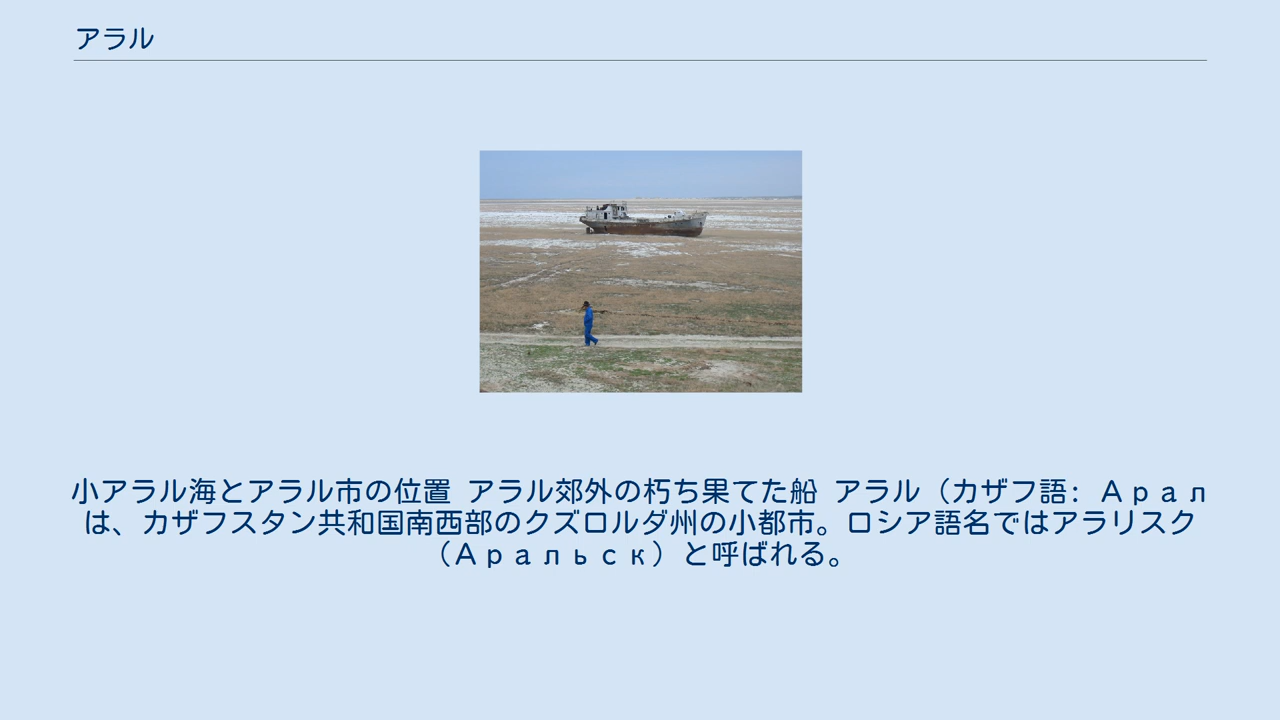 アラル
小アラル海とアラル市の位置 アラル郊外の朽ち果てた船 アラル（カザフ語：Арал
は、カザフスタン共和国南西部のクズロルダ州の小都市。ロシア語名ではアラリスク
（Аральск）と呼ばれる。